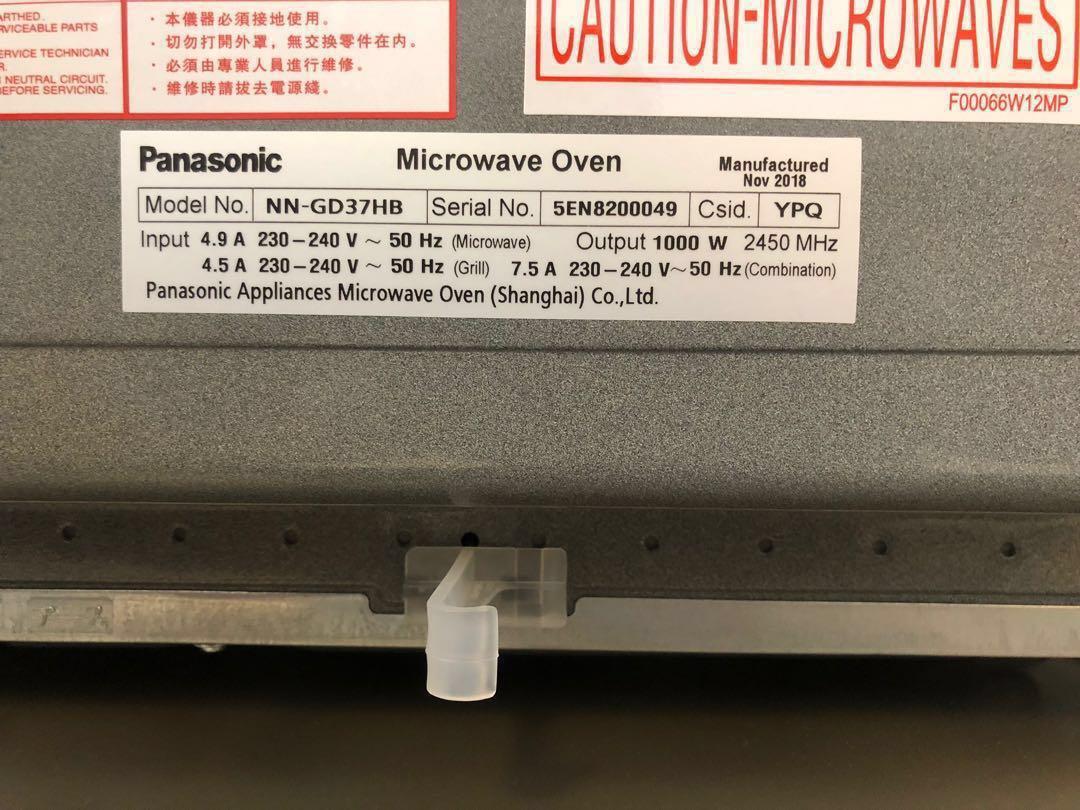 ARTHED.
RVICEABLE PARTS
ERVICE TECHNICIAN
R.
NEUTRAL CIRCUIT.
BEFORE SERVICING.
· 本儀器必須接地使用。
· 切勿打開外罩，無交換零件在內。
· 必須由專業人員進行維修。
· 維修時請拔去電源綫。
CAUTION-MICROWAVES
F00066W12MP
Panasonic Microwave Oven Manufactured
Nov 2018
Model No. NN-GD37HB Serial No. 5EN8200049 Csid. YPQ
Input 4.9 A 230–240 V ~ 50 Hz (Microwave) Output 1000 W 2450 MHz
4.5 A 230–240 V ~ 50 Hz (Grill) 7.5 A 230–240 V~50 Hz (Combination)
Panasonic Appliances Microwave Oven (Shanghai) Co.,Ltd.